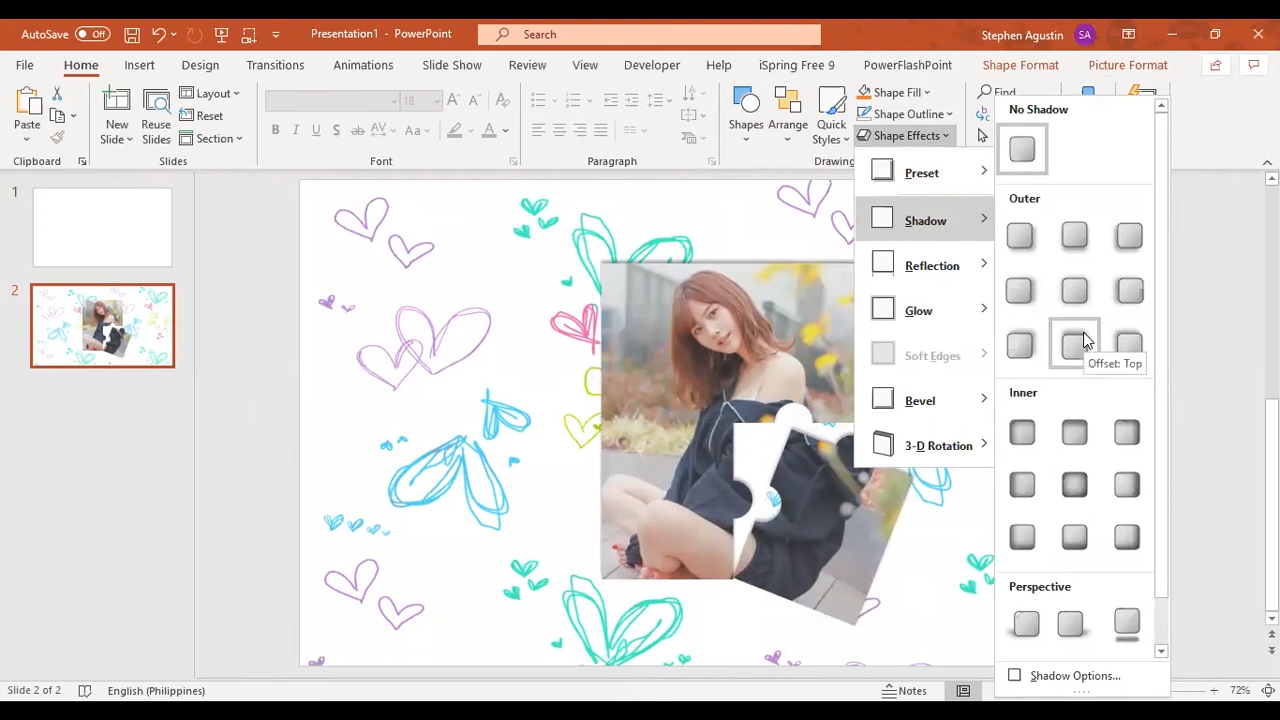 AutoSave Off Presentation1 - PowerPoint Search Stephen Agustin SA
File Home Insert Design Transitions Animations Slide Show Review View Developer Help iSpring Free 9 PowerFlashPoint Shape Format Picture Format
Paste New Slide Reuse Slides Layout Reset Section 18 B I U S ab AV Aa A Shapes Arrange Quick Styles Shape Fill Shape Outline Shape Effects Find
Clipboard Slides Font Paragraph Drawing
No Shadow
Preset
Outer
Shadow
Reflection
Glow
Soft Edges
Offset: Top
Inner
Bevel
3-D Rotation
Perspective
Shadow Options...
1
2
Slide 2 of 2 English (Philippines) Notes 72%